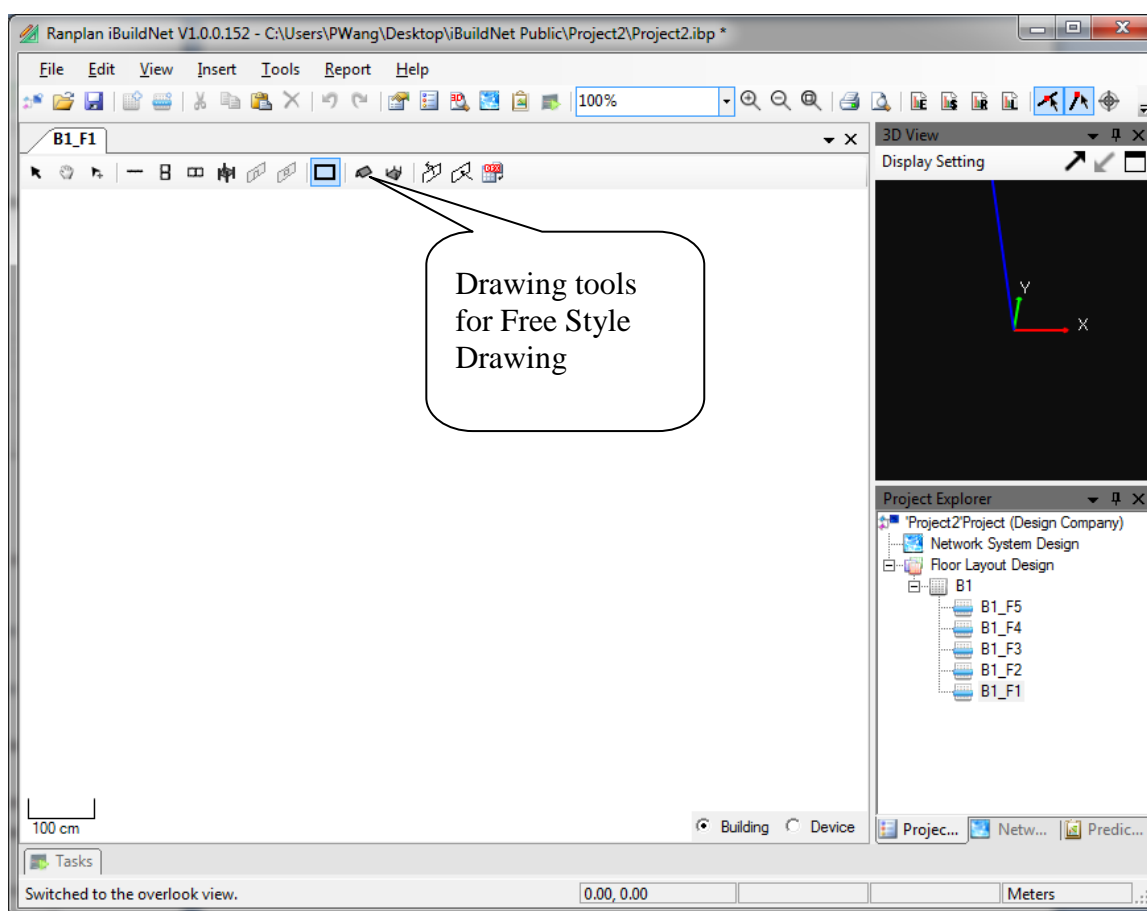 Ranplan iBuildNet V1.0.0.152 - C:\Users\PWang\Desktop\iBuildNet Public\Project2\Project2.ibp *
File Edit View Insert Tools Report Help
100%
B1_F1
3D View
Display Setting
Y
X
Drawing tools
for Free Style
Drawing
Project Explorer
'Project2'Project (Design Company)
Network System Design
Floor Layout Design
B1
B1_F5
B1_F4
B1_F3
B1_F2
B1_F1
100 cm
Building Device
Projec... Netw... Predic...
Tasks
Switched to the overlook view. 0.00, 0.00 Meters